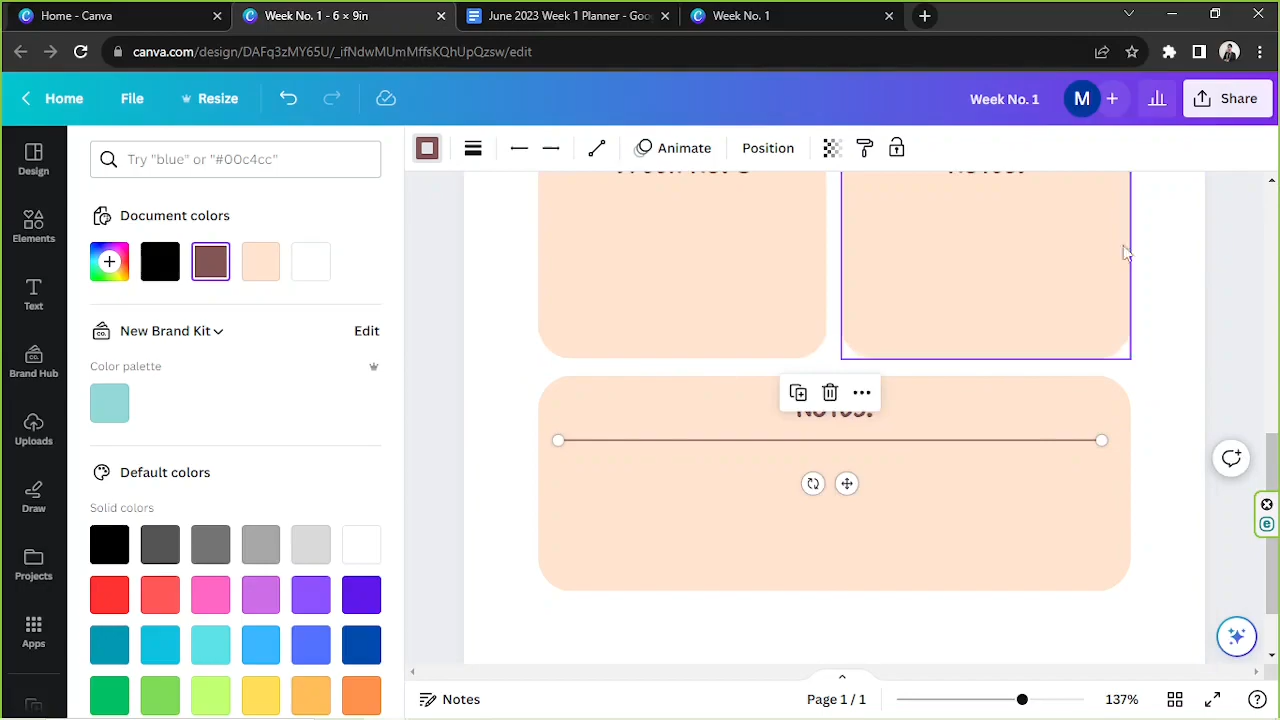 Home - Canva
Week No. 1 - 6 × 9in
June 2023 Week 1 Planner - Goo
Week No. 1
canva.com/design/DAFq3zMY65U/_ifNdwMUmMffsKQhUpQzsw/edit
Home
File
Resize
Week No. 1
M
Share
Design
Elements
Text
Brand Hub
Uploads
Draw
Projects
Apps
Try "blue" or "#00c4cc"
Document colors
New Brand Kit
Edit
Color palette
Default colors
Solid colors
Animate
Position
Notes:
Notes:
Notes
Page 1 / 1
137%